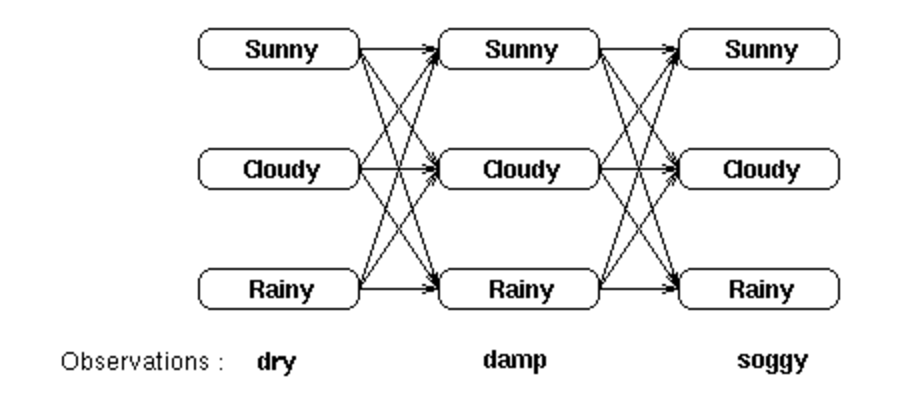 Sunny Sunny Sunny
Cloudy Cloudy Cloudy
Rainy Rainy Rainy
Observations : dry damp soggy